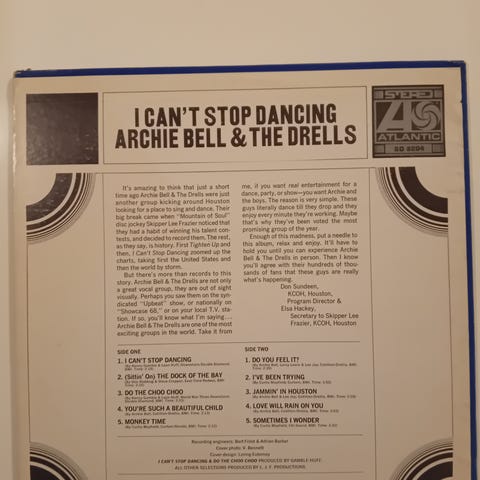 I CAN'T STOP DANCING
ARCHIE BELL & THE DRELLS
STEREO
ATLANTIC
SD 8204
It's amazing to think that just a short
time ago Archie Bell & The Drells were just
another group kicking around Houston
looking for a place to sing and dance. Their
big break came when "Mountain of Soul"
disc jockey Skipper Lee Frazier noticed that
they had a habit of winning his talent con-
tests, and decided to record them. The rest,
as they say, is history. First Tighten Up and
then, I Can't Stop Dancing zoomed up the
charts, taking first the United States and
then the world by storm.
But there's more than records to this
story. Archie Bell & The Drells are not only
a great vocal group, they are out of sight
visually. Perhaps you saw them on the syn-
dicated "Upbeat" show, or nationally on
"Showcase 68," or on your local T.V. sta-
tion. If so, you'll know what I'm saying...
Archie Bell & The Drells are one of the most
exciting groups in the world. Take it from
me, if you want real entertainment for a
dance, party, or show—you want Archie and
the boys. The reason is very simple. These
guys literally dance till they drop and they
enjoy every minute they're working. Maybe
that's why they've been voted the most
promising group of the year.
Enough of this madness, put a needle to
this album, relax and enjoy. It'll have to
hold you until you can experience Archie
Bell & The Drells in person. Then I know
you'll agree with their hundreds of thou-
sands of fans that these guys are really
what's happening.
Don Sundeen,
KCOH, Houston,
Program Director &
Elsa Hackey,
Secretary to Skipper Lee
Frazier, KCOH, Houston
SIDE ONE
1. I CAN'T STOP DANCING
2. (Sittin' On) THE DOCK OF THE BAY
3. DO THE CHOO CHOO
4. YOU'RE SUCH A BEAUTIFUL CHILD
5. MONKEY TIME
SIDE TWO
1. DO YOU FEEL IT?
2. I'VE BEEN TRYING
3. JAMMIN' IN HOUSTON
4. LOVE WILL RAIN ON YOU
5. SOMETIMES I WONDER
Recording engineers: Bert Frilot & Adrian Barber
Cover photo: V. Bennett
Cover design: Loring Eutemey
I CAN'T STOP DANCING & DO THE CHOO CHOO PRODUCED BY GAMBLE-HUFF.
ALL OTHER SELECTIONS PRODUCED BY L. J. F. PRODUCTIONS.